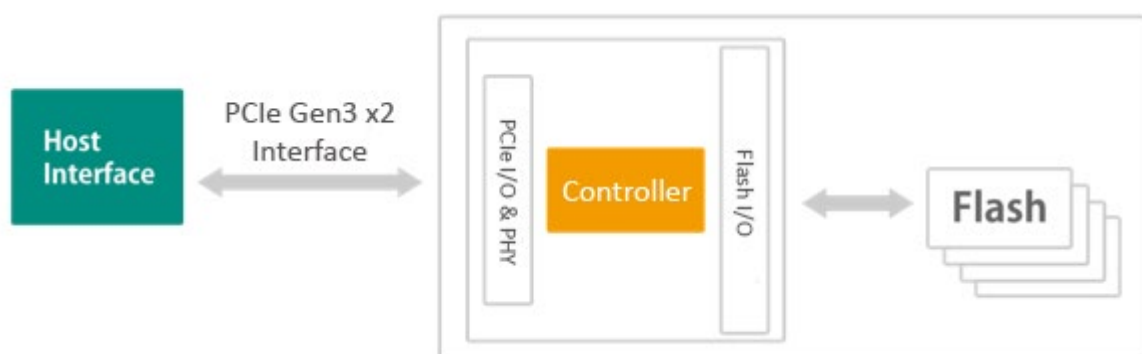 Host
Interface
PCIe Gen3 x2
Interface
PCIe I/O & PHY
Controller
Flash I/O
Flash